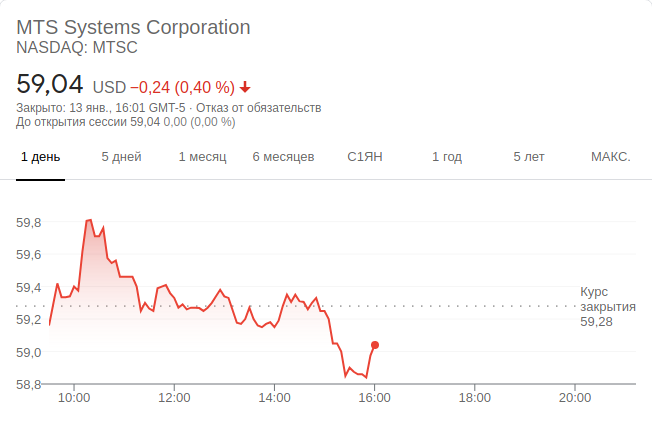 MTS Systems Corporation
NASDAQ: MTSC
59,04 USD −0,24 (0,40 %)
Закрыто: 13 янв., 16:01 GMT-5 · Отказ от обязательств
До открытия сессии 59,04 0,00 (0,00 %)
1 день 5 дней 1 месяц 6 месяцев С1ЯН 1 год 5 лет МАКС.
59,8
59,6
59,4
Курс
закрытия
59,28
59,2
59,0
58,8
10:00 12:00 14:00 16:00 18:00 20:00